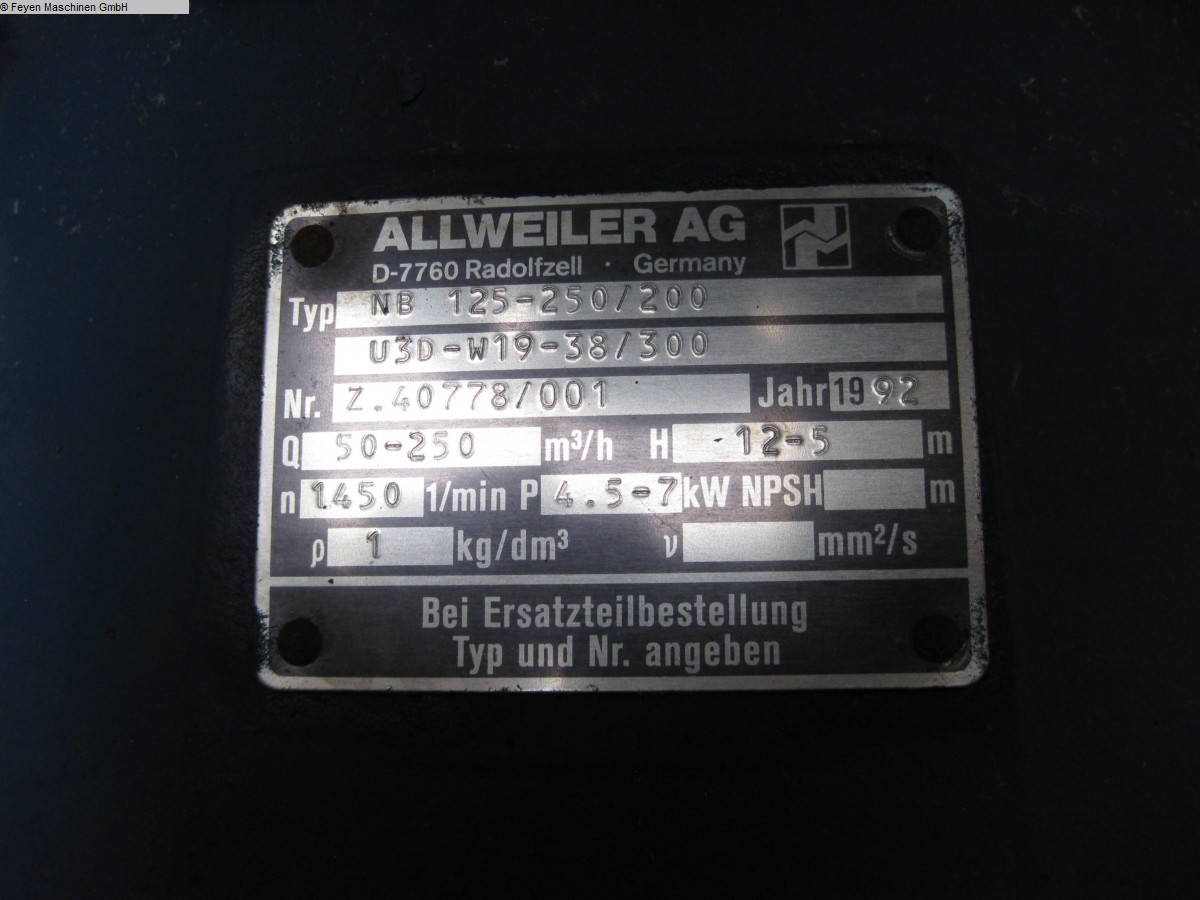 © Feyen Maschinen GmbH
ALLWEILER AG
D-7760 Radolfzell · Germany
Typ NB 125-250/200
U3D-W19-38/300
Nr. Z.40778/001 Jahr 1992
Q 50-250 m³/h H 12-5 m
n 1450 1/min P 4.5-7 kW NPSH m
ρ 1 kg/dm³ ν mm²/s
Bei Ersatzteilbestellung
Typ und Nr. angeben